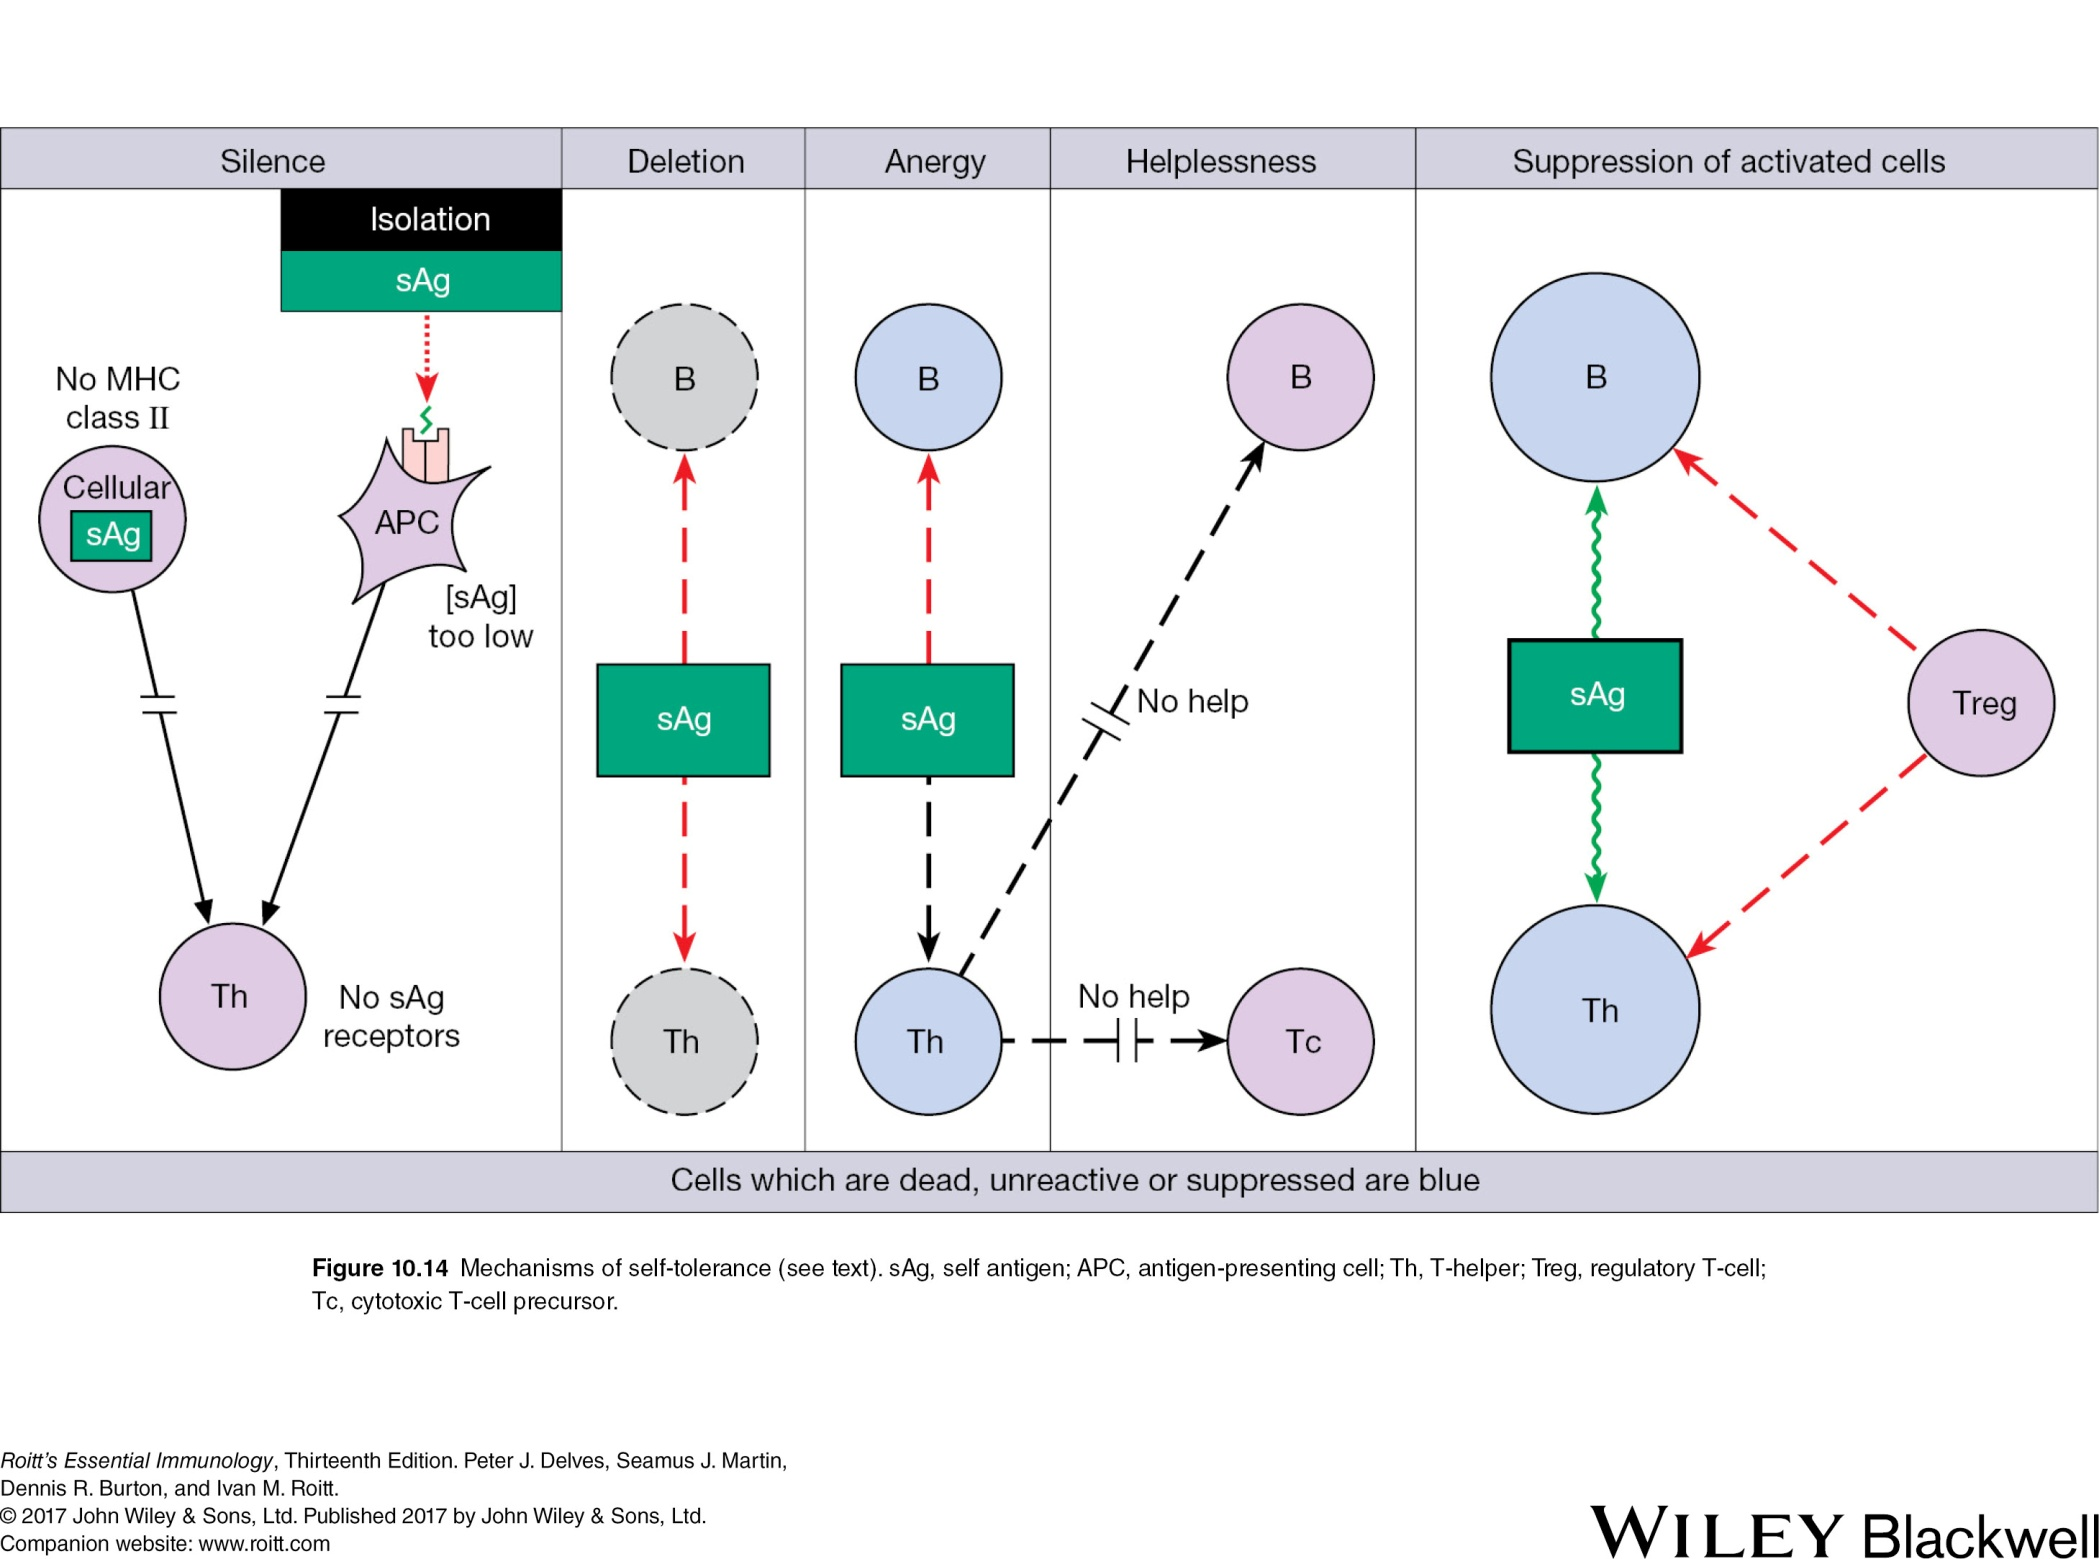 Silence
Deletion
Anergy
Helplessness
Suppression of activated cells
Isolation
sAg
No MHC
class II
Cellular
sAg
APC
[sAg]
too low
Th
No sAg
receptors
B
sAg
Th
B
sAg
Th
B
No help
No help
Tc
B
sAg
Treg
Th
Cells which are dead, unreactive or suppressed are blue
Figure 10.14 Mechanisms of self-tolerance (see text). sAg, self antigen; APC, antigen-presenting cell; Th, T-helper; Treg, regulatory T-cell;
Tc, cytotoxic T-cell precursor.
Roitt’s Essential Immunology, Thirteenth Edition. Peter J. Delves, Seamus J. Martin,
Dennis R. Burton, and Ivan M. Roitt.
© 2017 John Wiley & Sons, Ltd. Published 2017 by John Wiley & Sons, Ltd.
Companion website: www.roitt.com
WILEY Blackwell